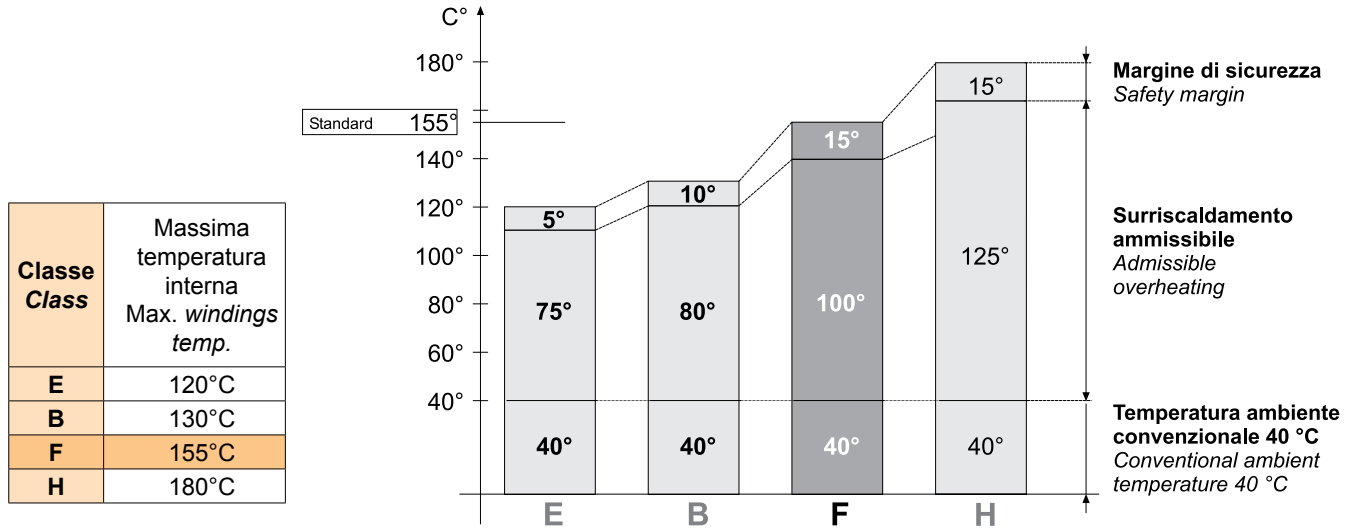 Classe
Class
Massima
temperatura
interna
Max. windings
temp.
E 120°C
B 130°C
F 155°C
H 180°C
C°
180°
Standard 155°
140°
120°
100°
80°
60°
40°
5°
75°
40°
E
10°
80°
40°
B
15°
100°
40°
F
15°
125°
40°
H
Margine di sicurezza
Safety margin
Surriscaldamento
ammissibile
Admissible
overheating
Temperatura ambiente
convenzionale 40 °C
Conventional ambient
temperature 40 °C